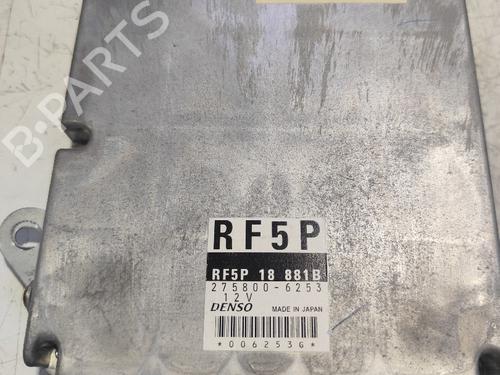 B-PARTS
RF5P
RF5P 18 881B
275800-6253
12V
DENSO MADE IN JAPAN
*0062536*